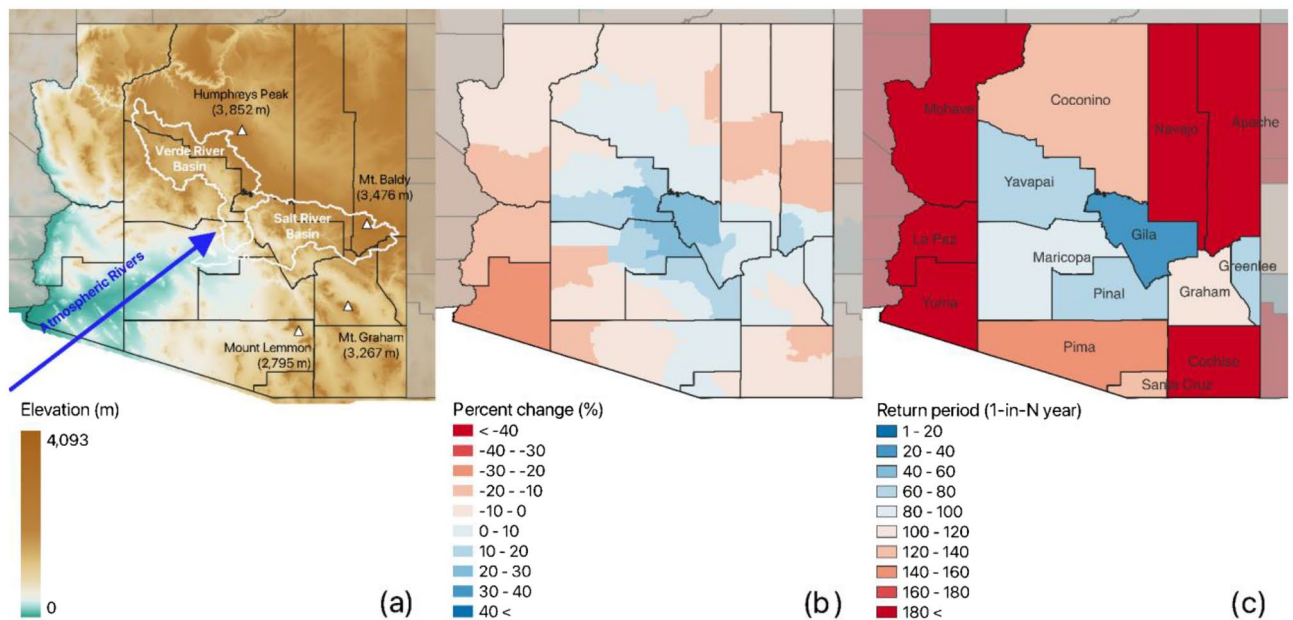 Humphreys Peak
(3,852 m)
Verde River
Basin
Mt. Baldy
(3,476 m)
Salt River
Basin
Atmospheric Rivers
Mount Lemmon
(2,795 m)
Mt. Graham
(3,267 m)
Elevation (m)
4,093
0
(a)
Percent change (%)
< -40
-40 - -30
-30 - -20
-20 - -10
-10 - 0
0 - 10
10 - 20
20 - 30
30 - 40
40 <
(b)
Mohave
Coconino
Navajo
Apache
Yavapai
La Paz
Gila
Maricopa
Greenlee
Yuma
Pinal
Graham
Pima
Cochise
Santa Cruz
Return period (1-in-N year)
1 - 20
20 - 40
40 - 60
60 - 80
80 - 100
100 - 120
120 - 140
140 - 160
160 - 180
180 <
(c)